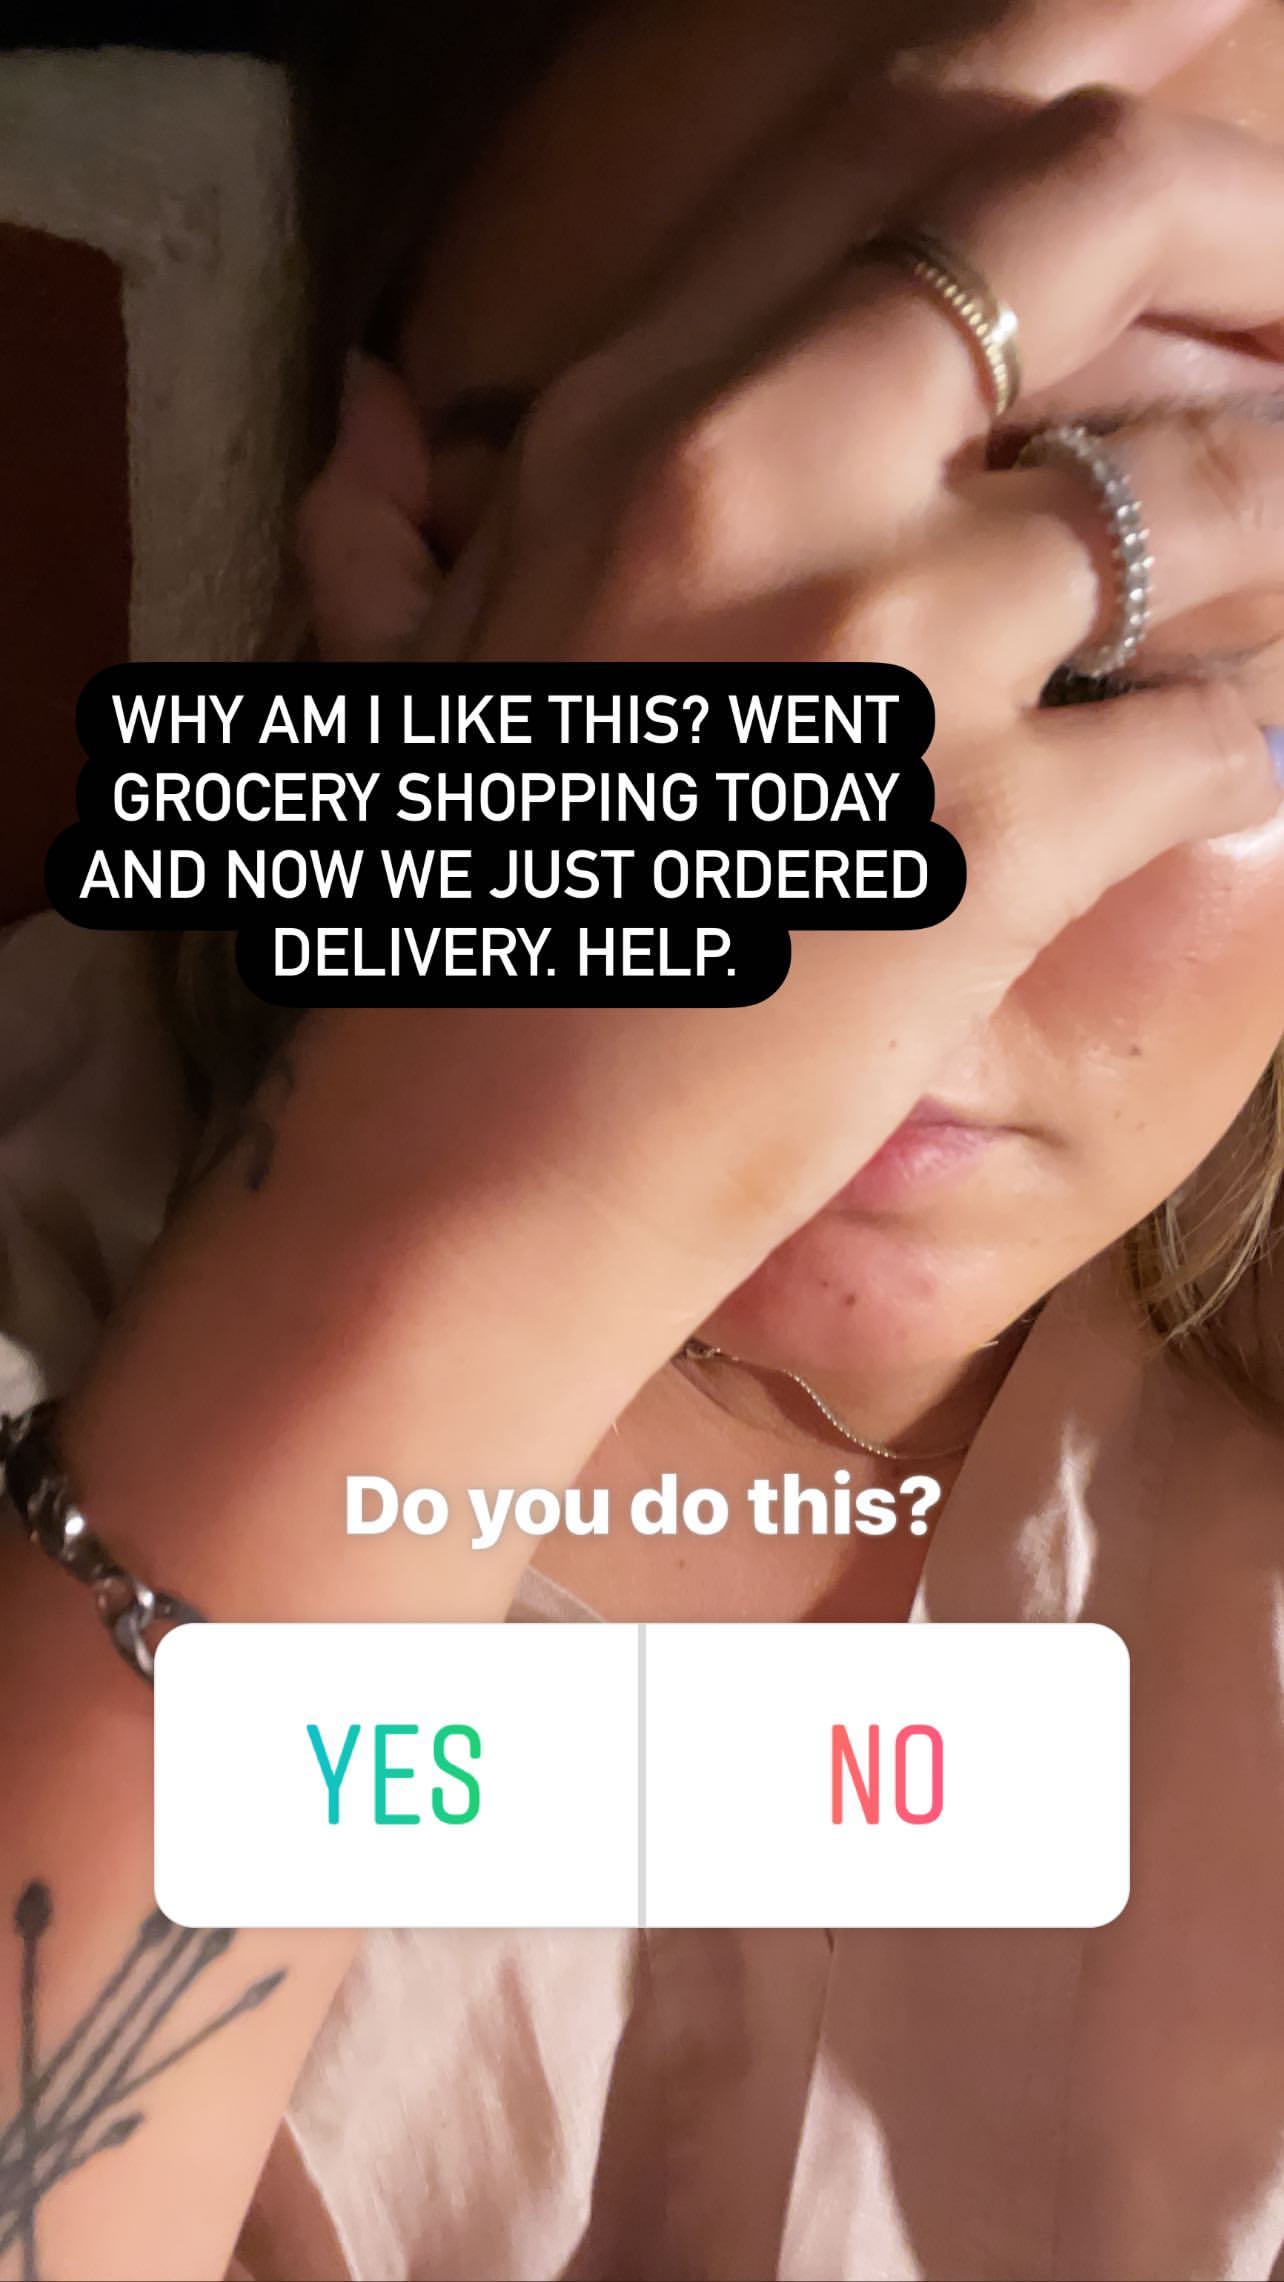 WHY AM I LIKE THIS? WENT
GROCERY SHOPPING TODAY
AND NOW WE JUST ORDERED
DELIVERY. HELP.
Do you do this?
YES
NO